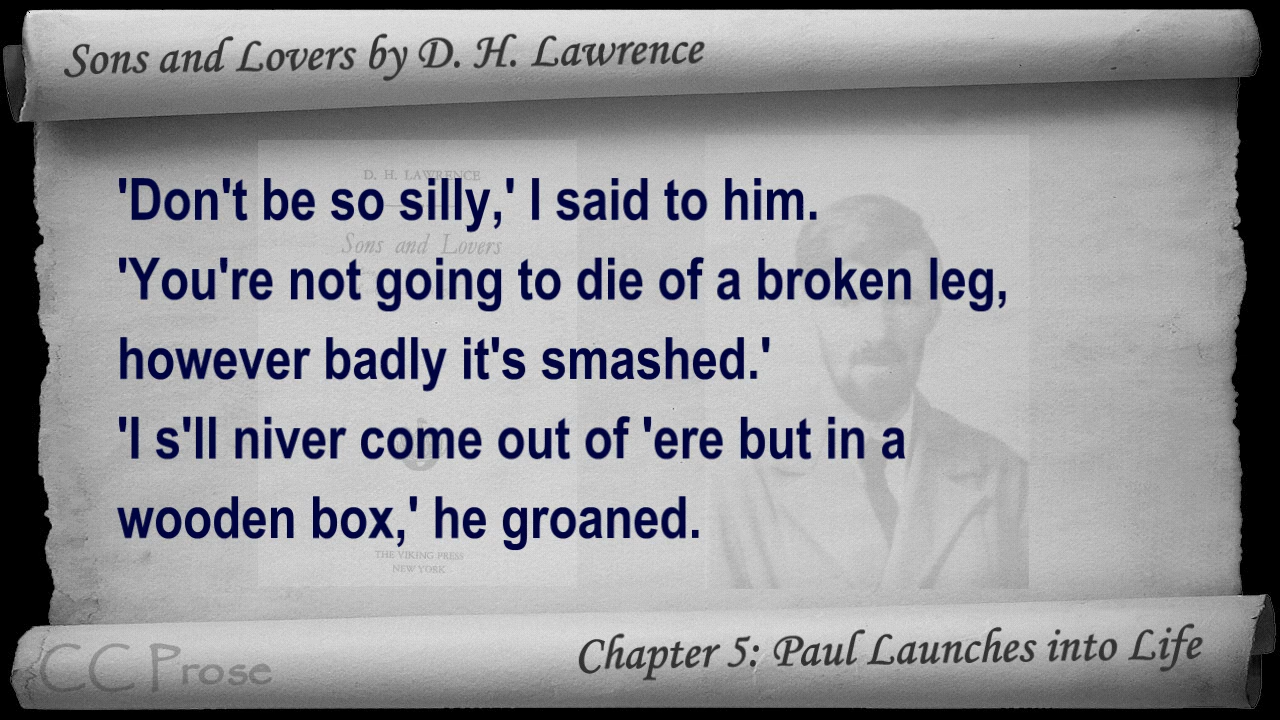 Sons and Lovers by D. H. Lawrence
D. H. LAWRENCE
'Don't be so silly,' I said to him.
Sons and Lovers
'You're not going to die of a broken leg,
however badly it's smashed.'
'I s'll niver come out of 'ere but in a
wooden box,' he groaned.
THE VIKING PRESS
NEW YORK
CC Prose
Chapter 5: Paul Launches into Life